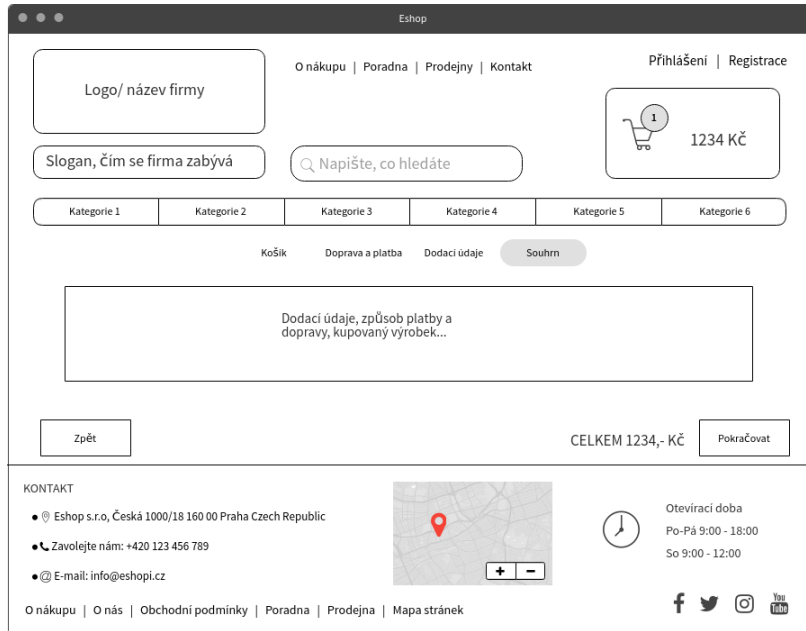 Eshop
Logo/ název firmy
O nákupu | Poradna | Prodejny | Kontakt
Přihlášení | Registrace
1
1234 Kč
Slogan, čím se firma zabývá
Napište, co hledáte
Kategorie 1 Kategorie 2 Kategorie 3 Kategorie 4 Kategorie 5 Kategorie 6
Košík Doprava a platba Dodací údaje Souhrn
Dodací údaje, způsob platby a
dopravy, kupovaný výrobek...
Zpět
CELKEM 1234,- Kč
Pokračovat
KONTAKT
Eshop s.r.o, Česká 1000/18 160 00 Praha Czech Republic
Zavolejte nám: +420 123 456 789
@ E-mail: info@eshopi.cz
O nákupu | O nás | Obchodní podmínky | Poradna | Prodejna | Mapa stránek
+ −
Otevírací doba
Po-Pá 9:00 - 18:00
So 9:00 - 12:00
You
Tube